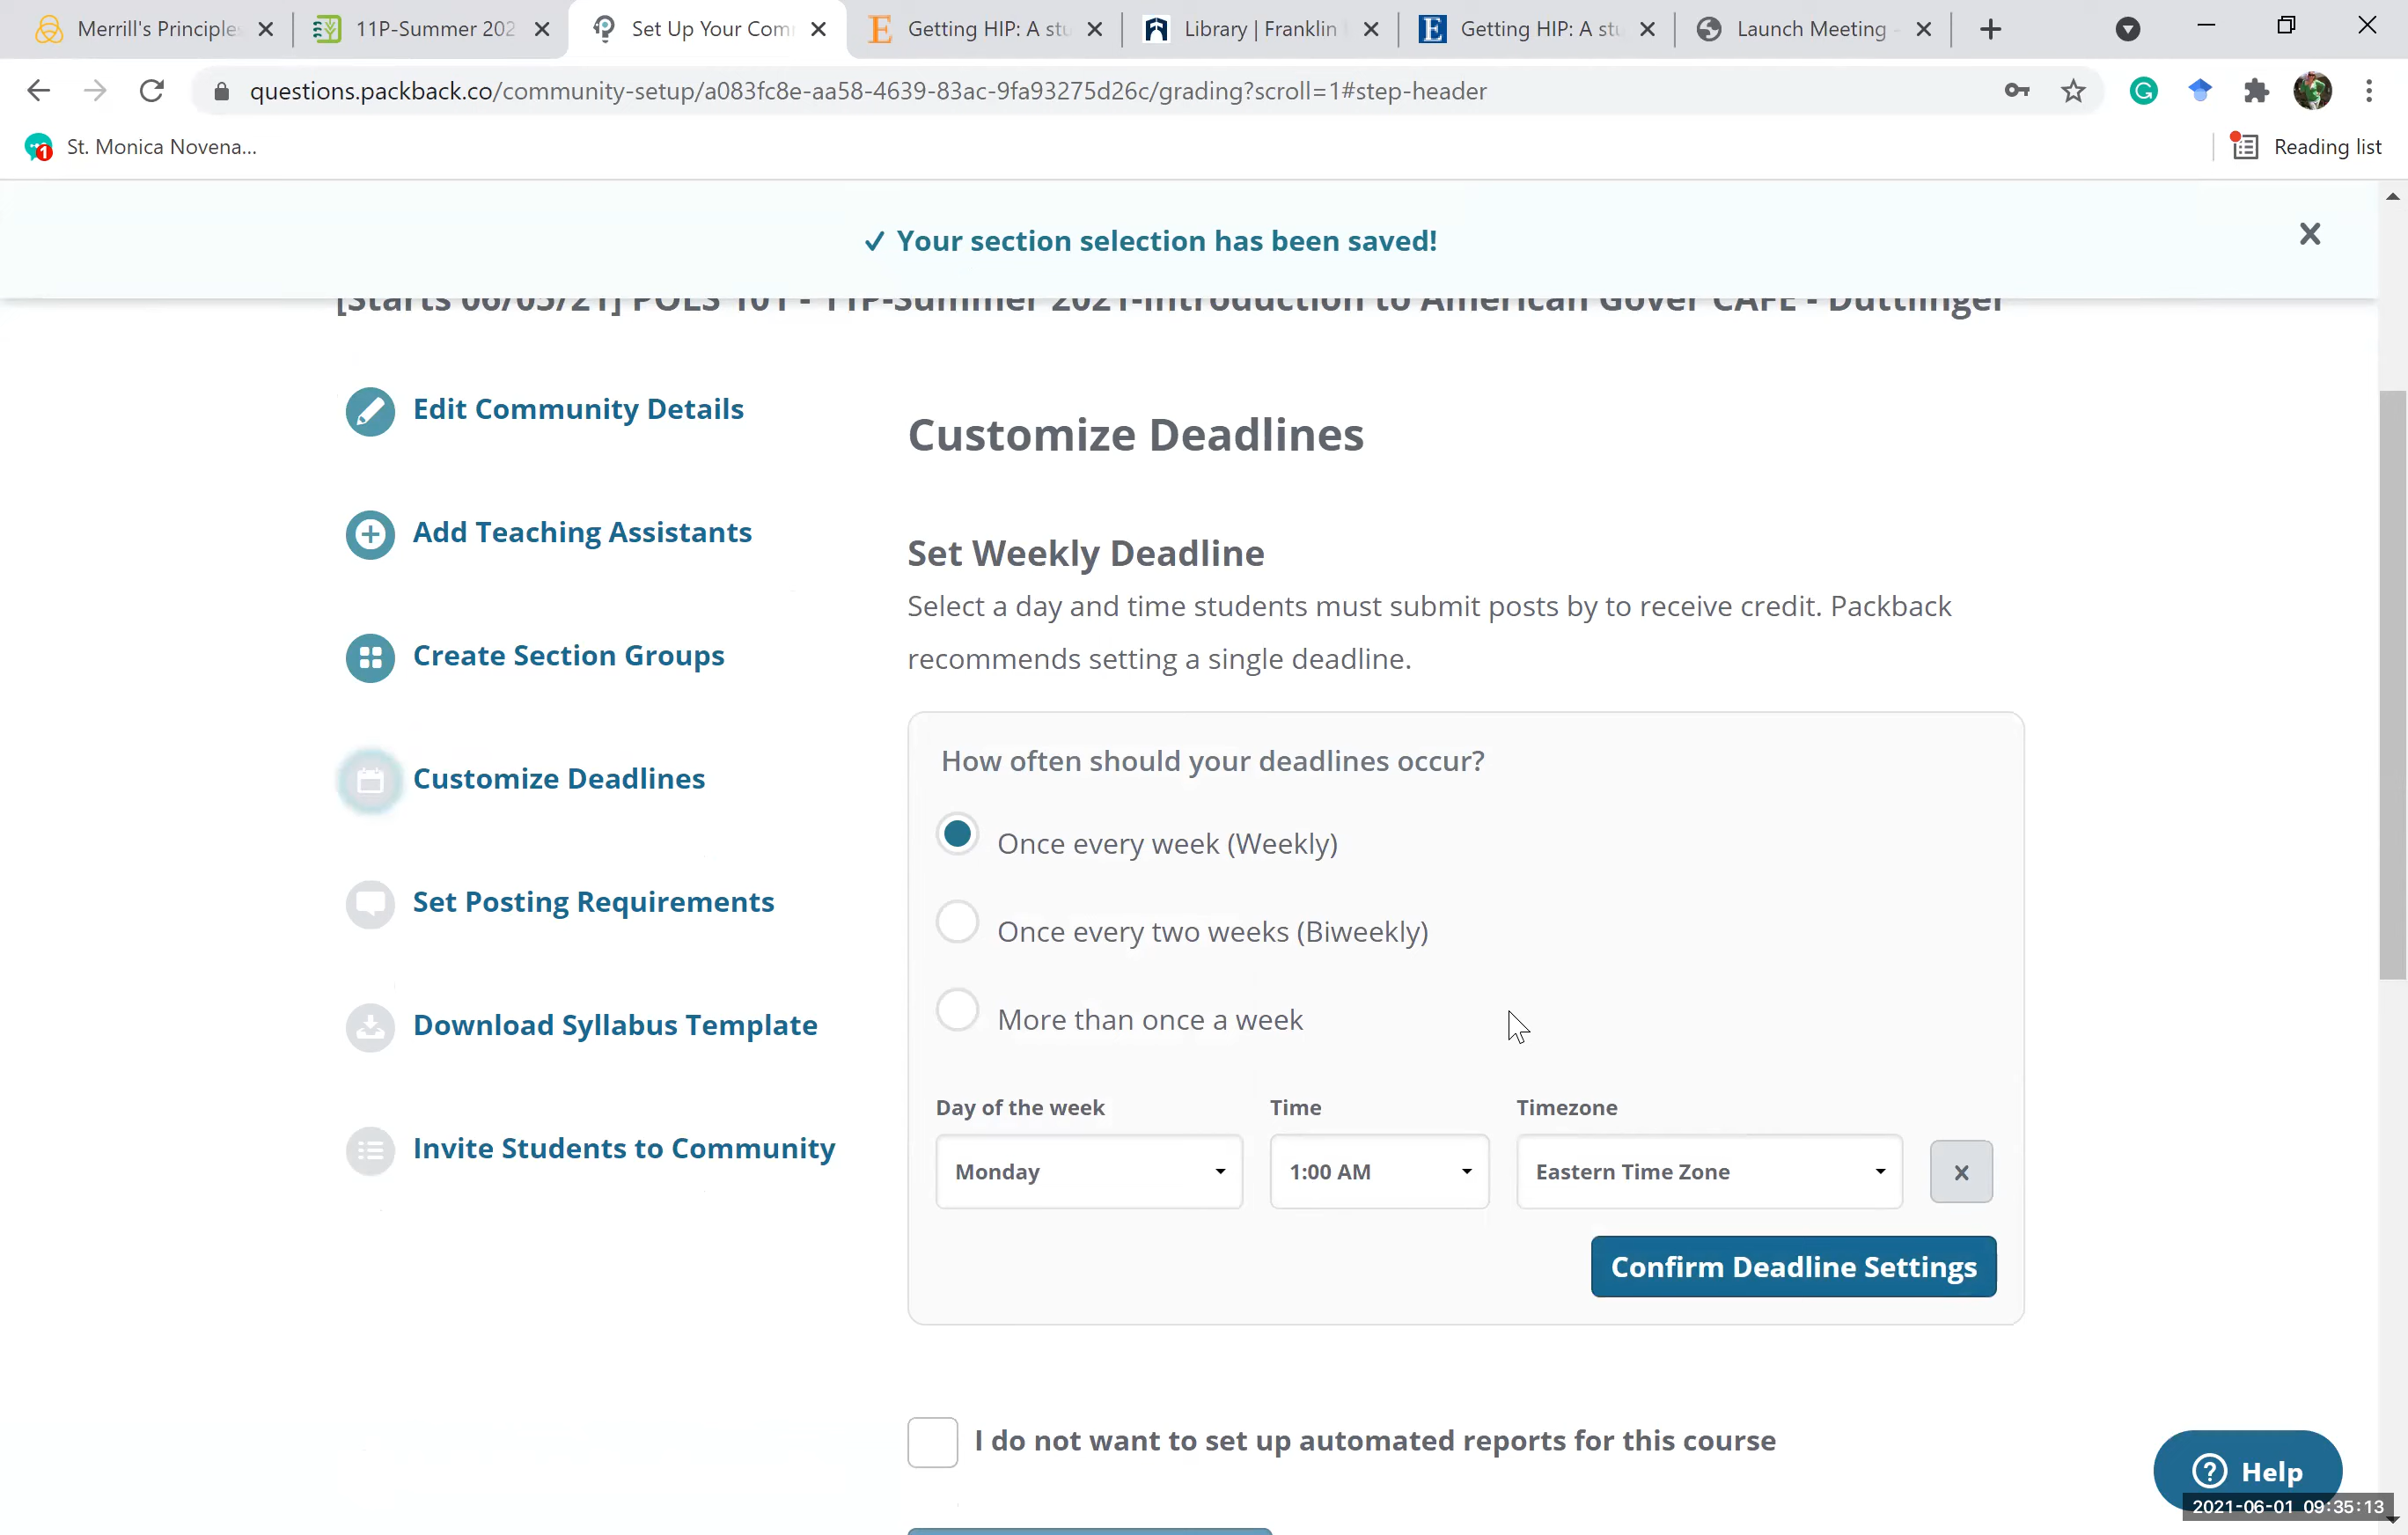 Merrill's Principles
11P-Summer 202
Set Up Your Com
Getting HIP: A stu
Library | Franklin
Getting HIP: A stu
Launch Meeting -
questions.packback.co/community-setup/a083fc8e-aa58-4639-83ac-9fa93275d26c/grading?scroll=1#step-header
1
St. Monica Novena...
Reading list
✓ Your section selection has been saved!
[Starts 06/05/21] POLS 101 - 11P-Summer 2021-Introduction to American Gover CAFE - Duttlinger
Edit Community Details
Add Teaching Assistants
Create Section Groups
Customize Deadlines
Set Posting Requirements
Download Syllabus Template
Invite Students to Community
Customize Deadlines
Set Weekly Deadline
Select a day and time students must submit posts by to receive credit. Packback
recommends setting a single deadline.
How often should your deadlines occur?
Once every week (Weekly)
Once every two weeks (Biweekly)
More than once a week
Day of the week Time Timezone
Monday 1:00 AM Eastern Time Zone
Confirm Deadline Settings
I do not want to set up automated reports for this course
Help
2021-06-01 09:35:13